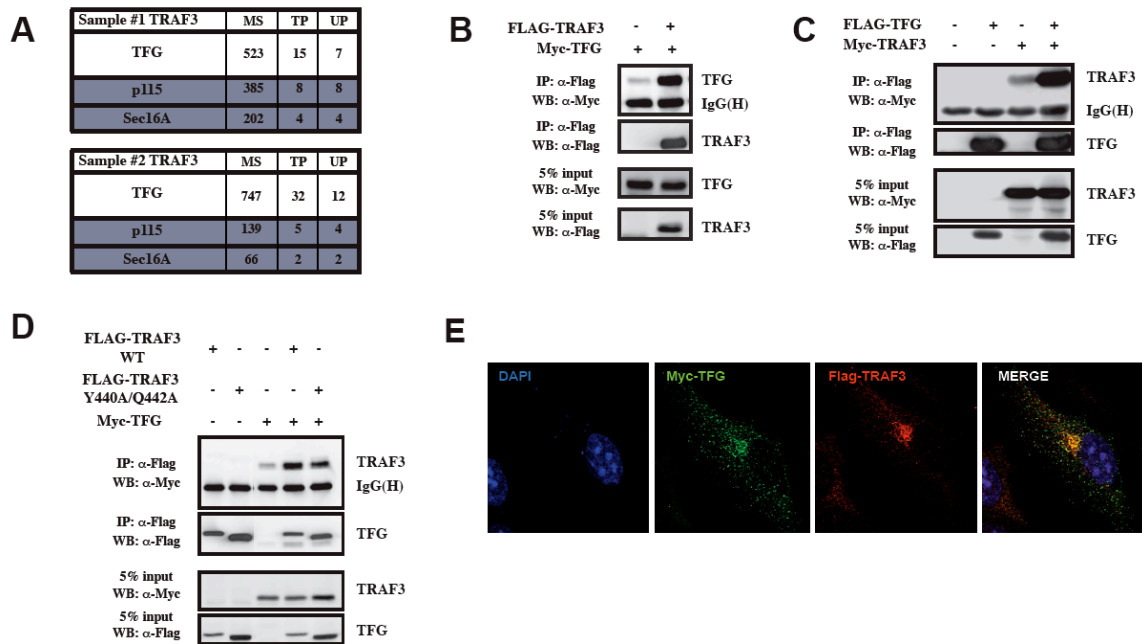 A
Sample #1 TRAF3 MS TP UP
TFG 523 15 7
p115 385 8 8
Sec16A 202 4 4
Sample #2 TRAF3 MS TP UP
TFG 747 32 12
p115 139 5 4
Sec16A 66 2 2
B
FLAG-TRAF3 - +
Myc-TFG + +
IP: α-Flag
WB: α-Myc
TFG
IgG(H)
IP: α-Flag
WB: α-Flag
TRAF3
5% input
WB: α-Myc
TFG
5% input
WB: α-Flag
TRAF3
C
FLAG-TFG - + - +
Myc-TRAF3 - - + +
IP: α-Flag
WB: α-Myc
TRAF3
IgG(H)
IP: α-Flag
WB: α-Flag
TFG
5% input
WB: α-Myc
TRAF3
5% input
WB: α-Flag
TFG
D
FLAG-TRAF3
WT
+ - - + -
FLAG-TRAF3
Y440A/Q442A
- + - - +
Myc-TFG - - + + +
IP: α-Flag
WB: α-Myc
TRAF3
IgG(H)
IP: α-Flag
WB: α-Flag
TFG
5% input
WB: α-Myc
TRAF3
5% input
WB: α-Flag
TFG
E
DAPI
Myc-TFG
Flag-TRAF3
MERGE